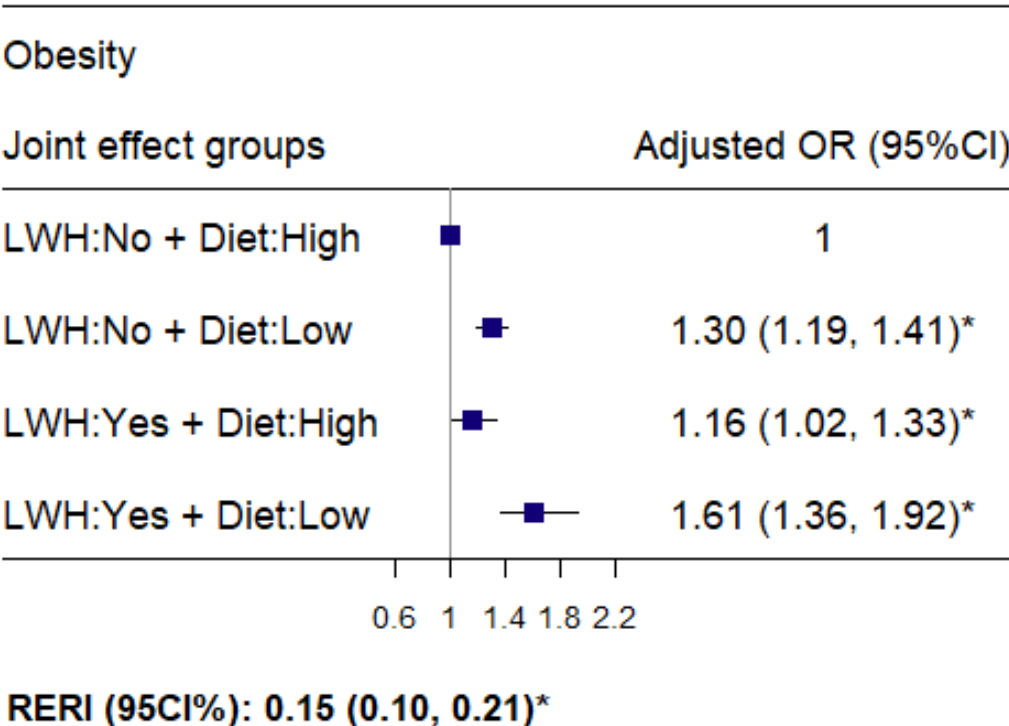 Obesity
Joint effect groups Adjusted OR (95%CI)
LWH:No + Diet:High 1
LWH:No + Diet:Low 1.30 (1.19, 1.41)*
LWH:Yes + Diet:High 1.16 (1.02, 1.33)*
LWH:Yes + Diet:Low 1.61 (1.36, 1.92)*
0.6 1 1.4 1.8 2.2
RERI (95CI%): 0.15 (0.10, 0.21)*